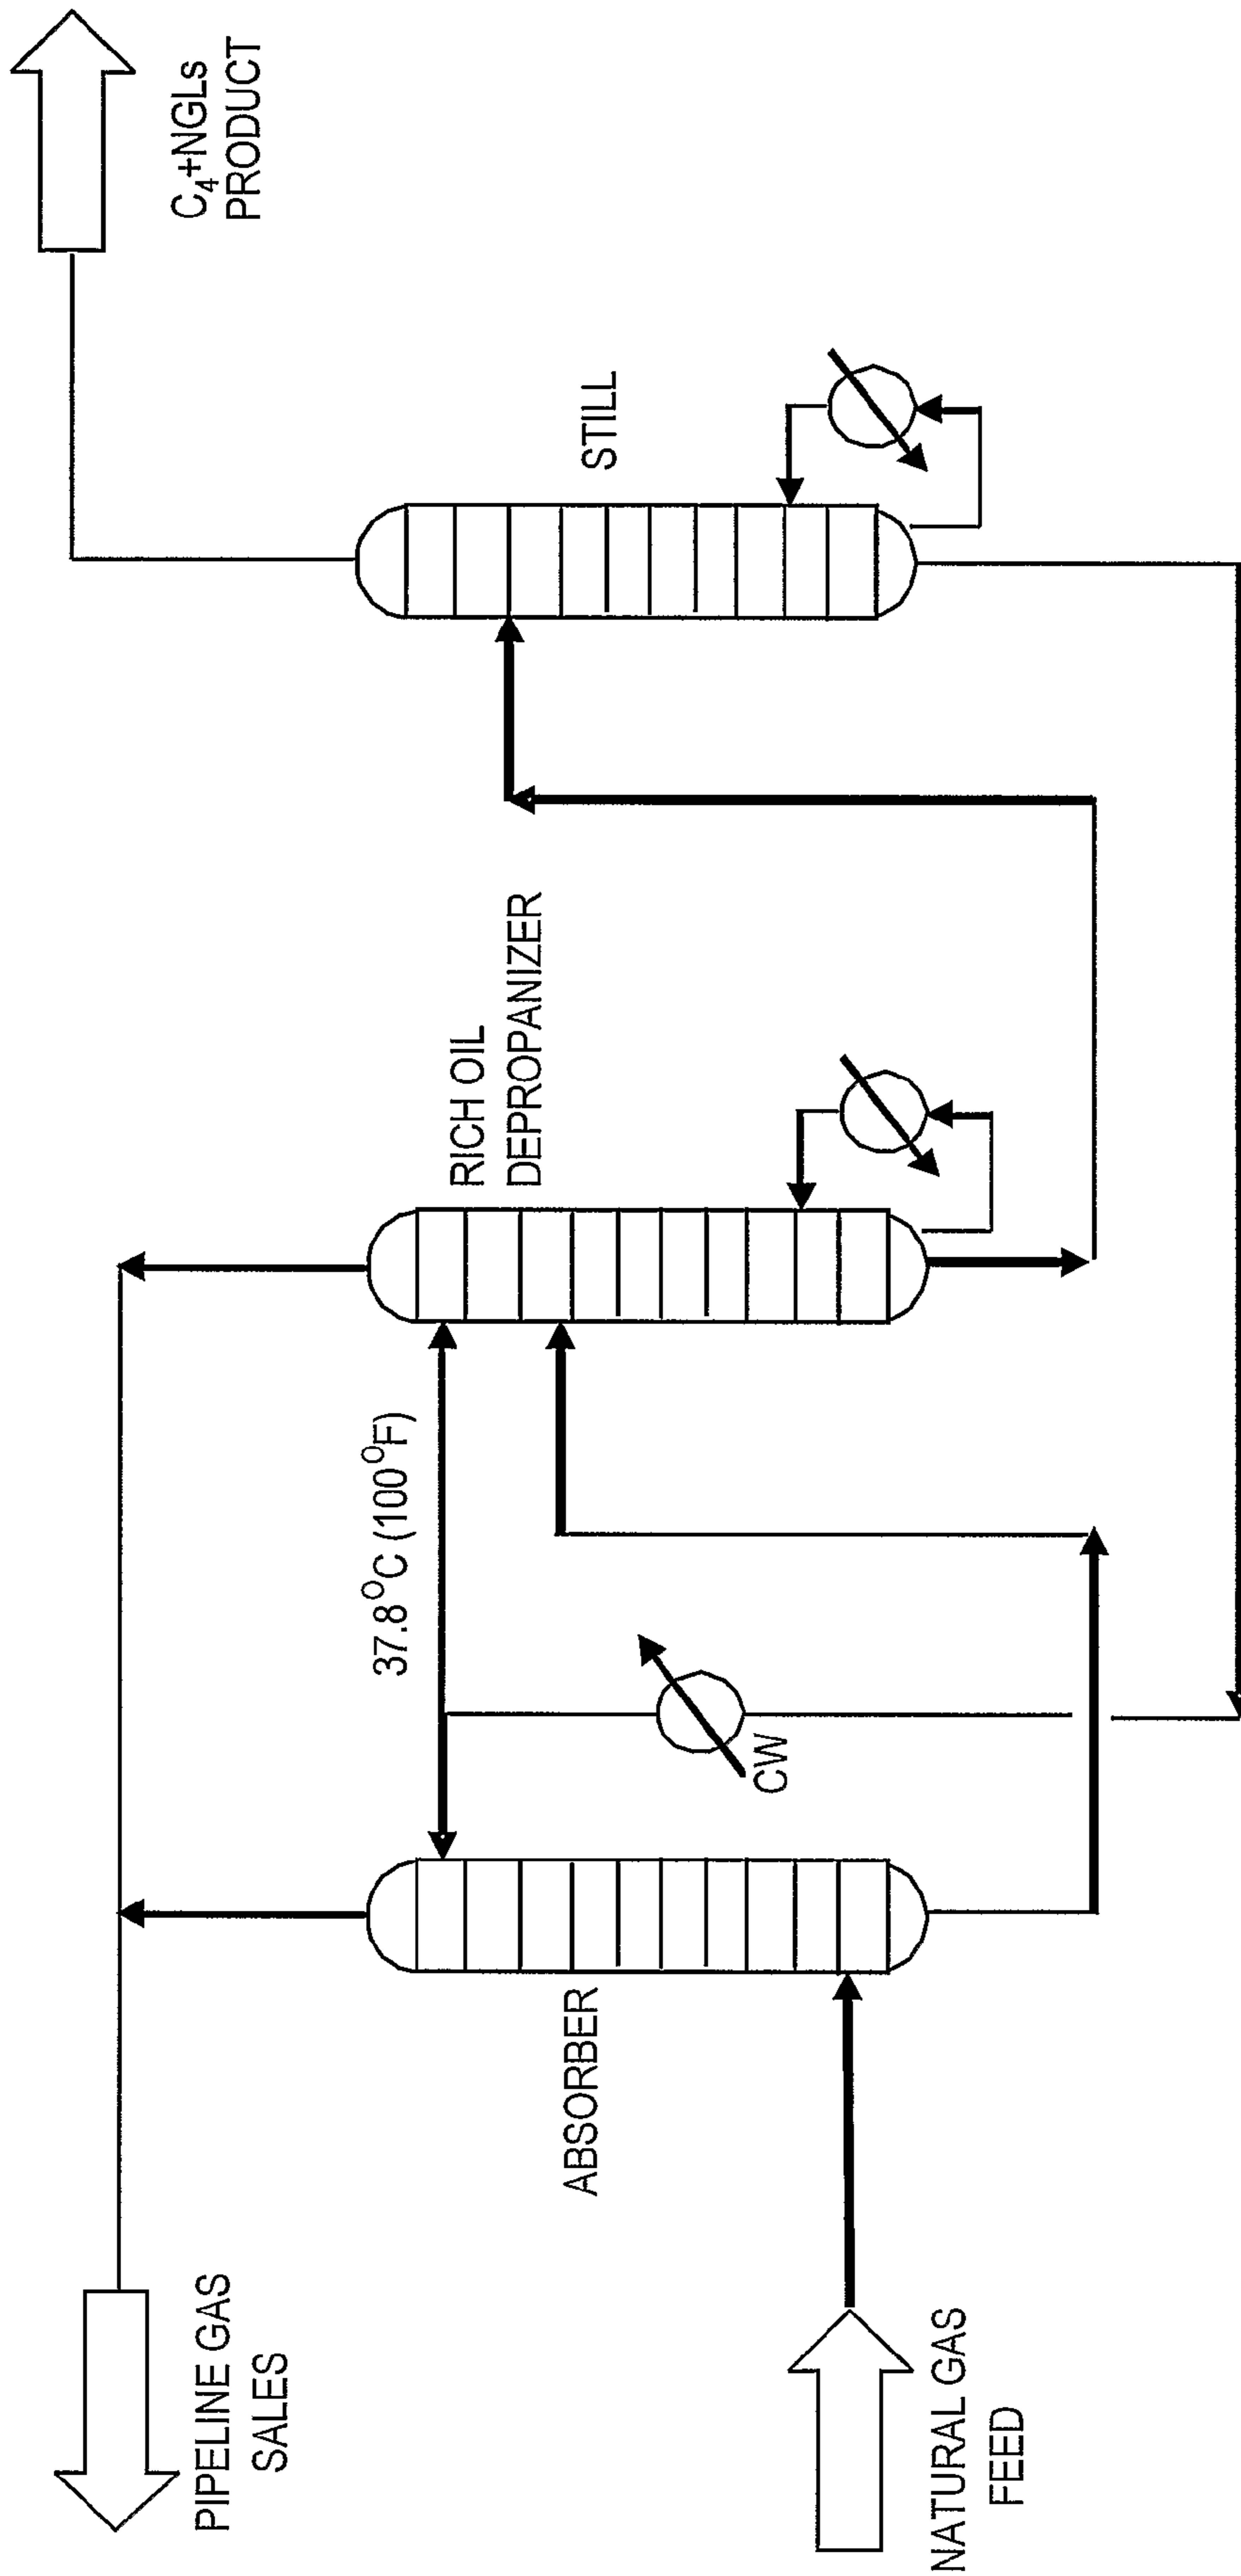 PIPELINE GAS
SALES
C₄+NGLs
PRODUCT
37.8°C (100°F)
RICH OIL
DEPROPANIZER
ABSORBER
STILL
CW
NATURAL GAS
FEED